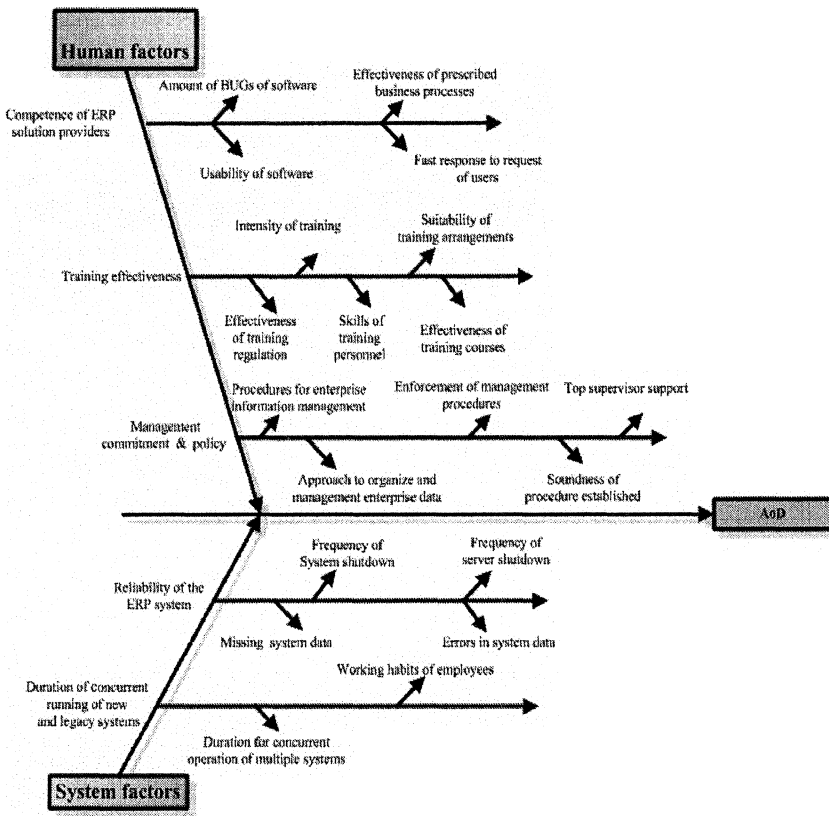 Human factors
Amount of BUGs of software
Effectiveness of prescribed
business processes
Competence of ERP
solution providers
Usability of software
Fast response to request
of users
Intensity of training
Suitability of
training arrangements
Training effectiveness
Effectiveness
of training
regulation
Skills of
training
personnel
Effectiveness of
training courses
Procedures for enterprise
information management
Enforcement of management
procedures
Top supervisor support
Management
commitment & policy
Approach to organize and
management enterprise data
Soundness of
procedure established
AoD
Frequency of
System shutdown
Frequency of
server shutdown
Reliability of the
ERP system
Missing system data
Errors in system data
Working habits of employees
Duration of concurrent
running of new
and legacy systems
Duration for concurrent
operation of multiple systems
System factors